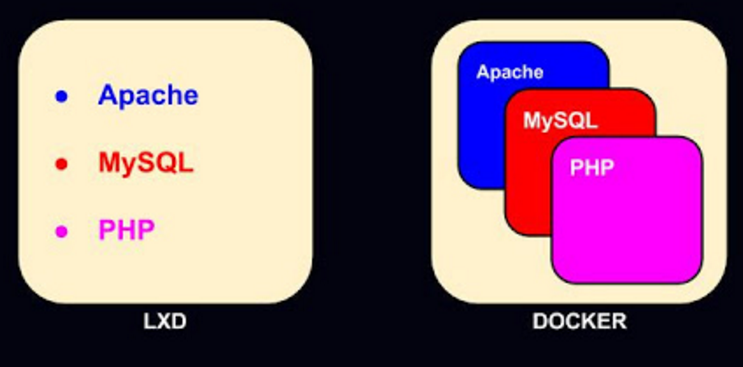 • Apache
• MySQL
• PHP
LXD
Apache
MySQL
PHP
DOCKER